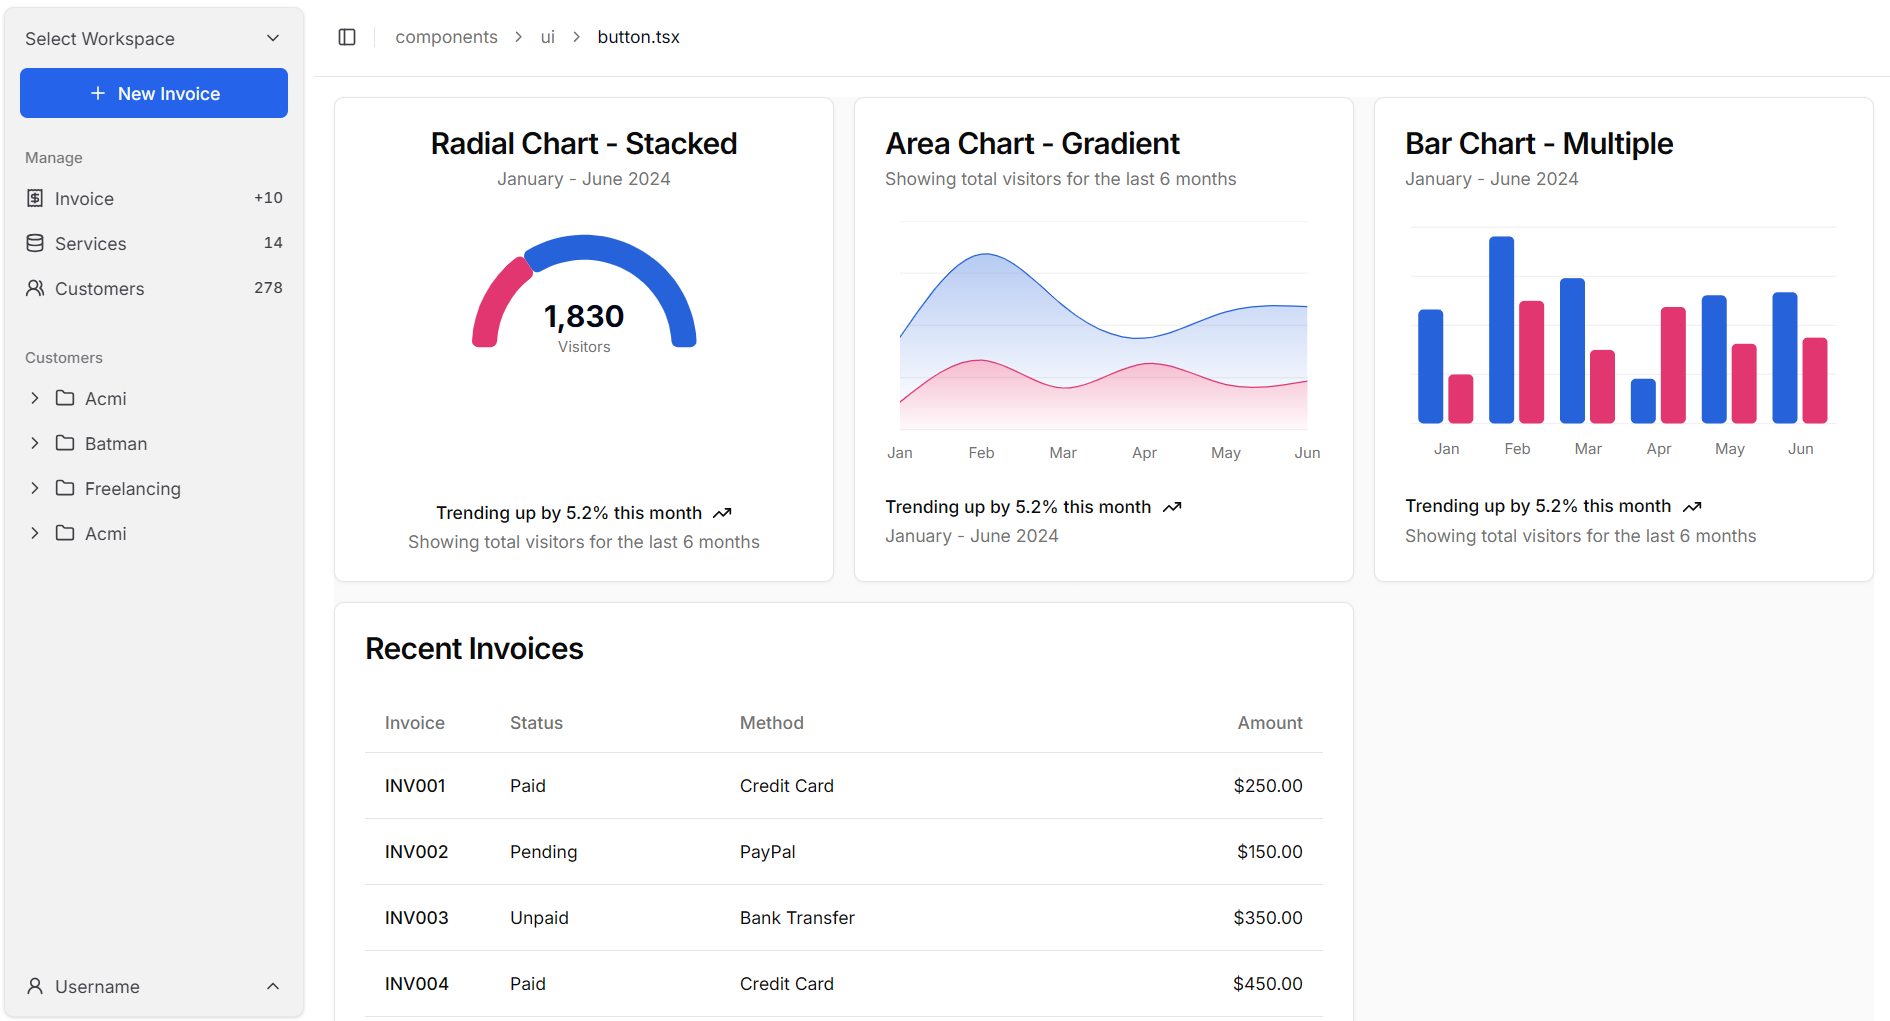 Select Workspace
New Invoice
Manage
Invoice +10
Services 14
Customers 278
Customers
Acmi
Batman
Freelancing
Acmi
Username
components ui button.tsx
Radial Chart - Stacked
January - June 2024
1,830
Visitors
Trending up by 5.2% this month
Showing total visitors for the last 6 months
Area Chart - Gradient
Showing total visitors for the last 6 months
Jan Feb Mar Apr May Jun
Trending up by 5.2% this month
January - June 2024
Bar Chart - Multiple
January - June 2024
Jan Feb Mar Apr May Jun
Trending up by 5.2% this month
Showing total visitors for the last 6 months
Recent Invoices
Invoice Status Method Amount
INV001 Paid Credit Card $250.00
INV002 Pending PayPal $150.00
INV003 Unpaid Bank Transfer $350.00
INV004 Paid Credit Card $450.00